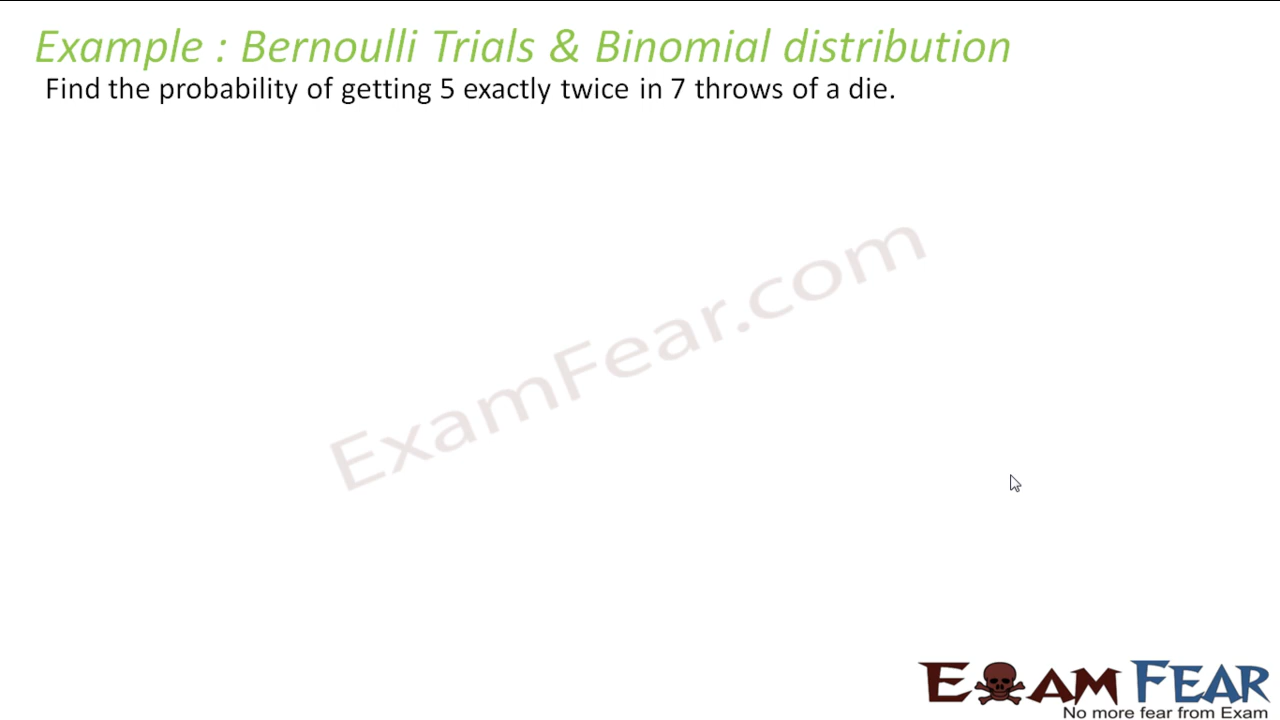 Example : Bernoulli Trials & Binomial distribution
Find the probability of getting 5 exactly twice in 7 throws of a die.
ExamFear.com
EXAM FEAR
No more fear from Exam